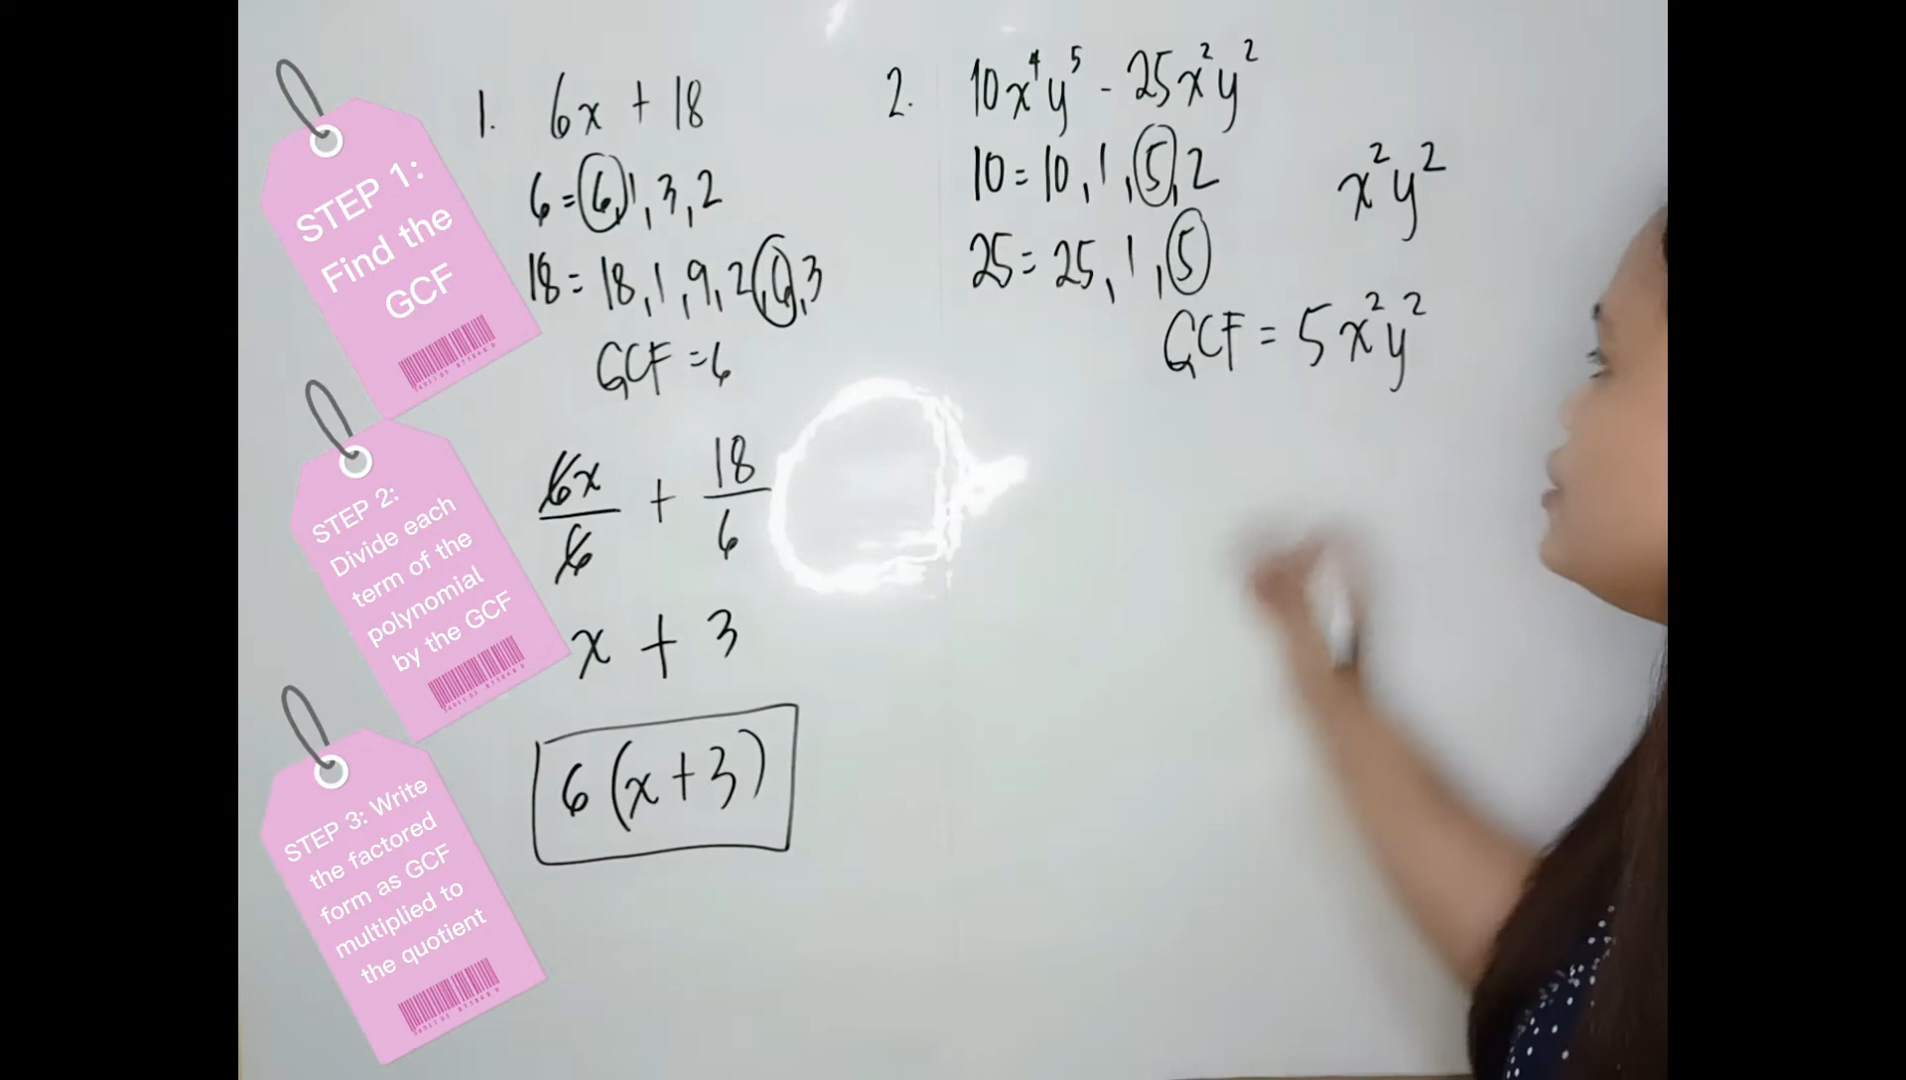 STEP 1:
Find the
GCF
STEP 2:
Divide each
term of the
polynomial
by the GCF
STEP 3: Write
the factored
form as GCF
multiplied to
the quotient
1. 6x + 18
6 = 6, 1, 3, 2
18 = 18, 1, 9, 2, 6, 3
GCF = 6
6x/6 + 18/6
x + 3
6(x+3)
2. 10x⁴y⁵ - 25x²y²
10 = 10, 1, 5, 2
25 = 25, 1, 5
x²y²
GCF = 5x²y²